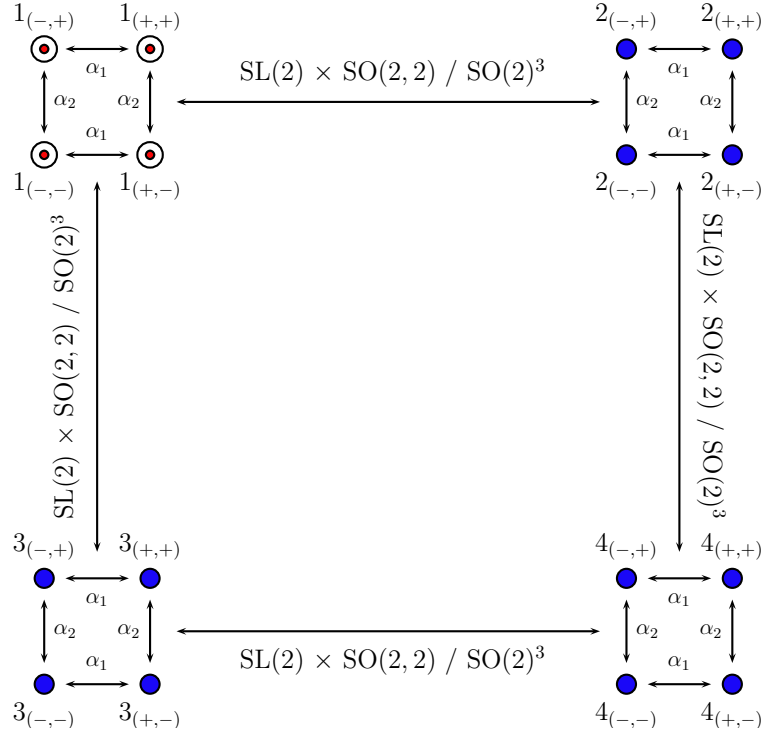 1(−,+) 1(+,+) 2(−,+) 2(+,+)
α1 α1
α2 α2 SL(2) × SO(2,2) / SO(2)^3 α2 α2
α1 α1
1(−,−) 1(+,−) 2(−,−) 2(+,−)
SL(2) × SO(2,2) / SO(2)^3
SL(2) × SO(2,2) / SO(2)^3
3(−,+) 3(+,+) 4(−,+) 4(+,+)
α1 α1
α2 α2 α2 α2
α1 SL(2) × SO(2,2) / SO(2)^3 α1
3(−,−) 3(+,−) 4(−,−) 4(+,−)